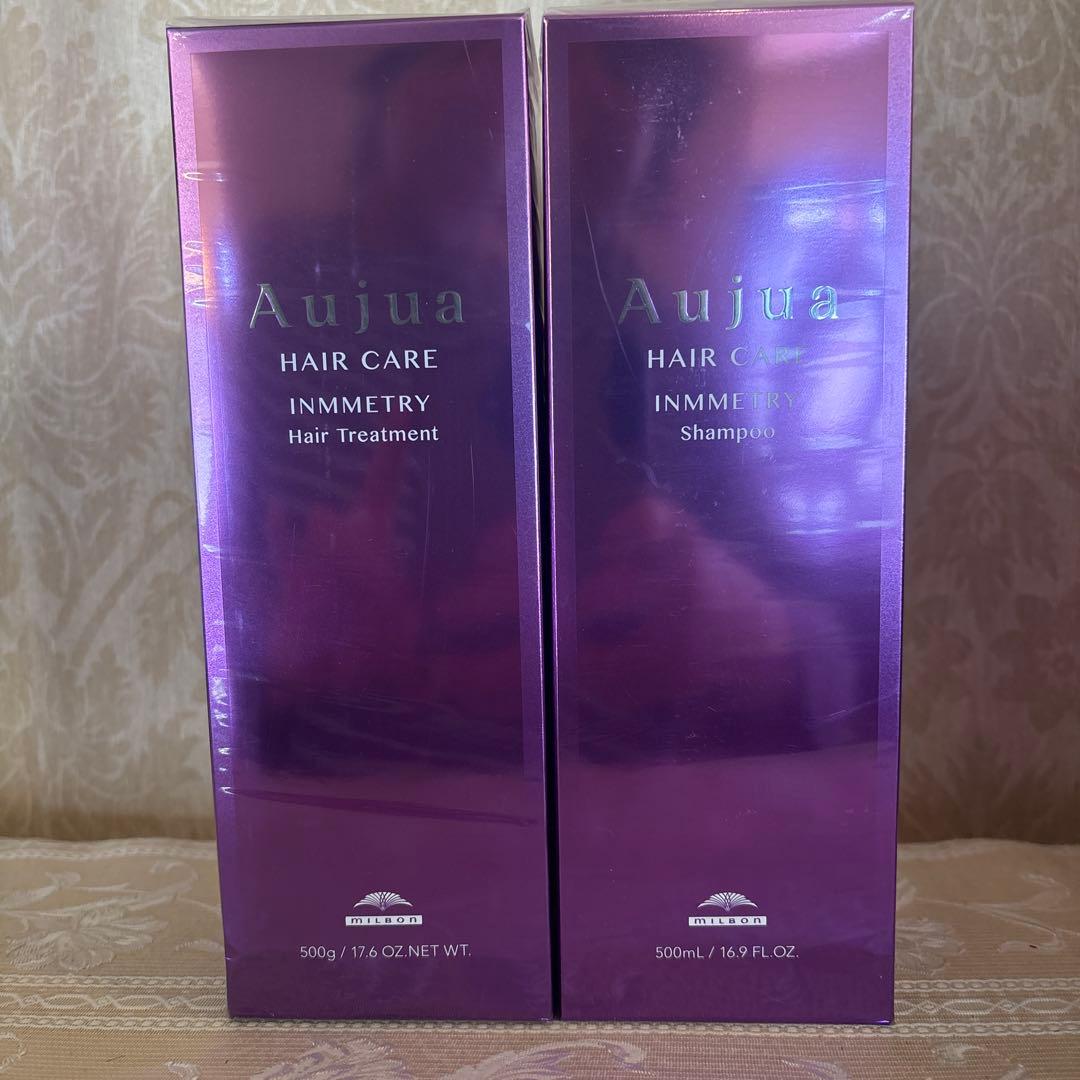 Aujua
HAIR CARE
INMMETRY
Hair Treatment
MILBON
500g / 17.6 OZ.NET WT.
Aujua
HAIR CARE
INMMETRY
Shampoo
MILBON
500mL / 16.9 FL.OZ.